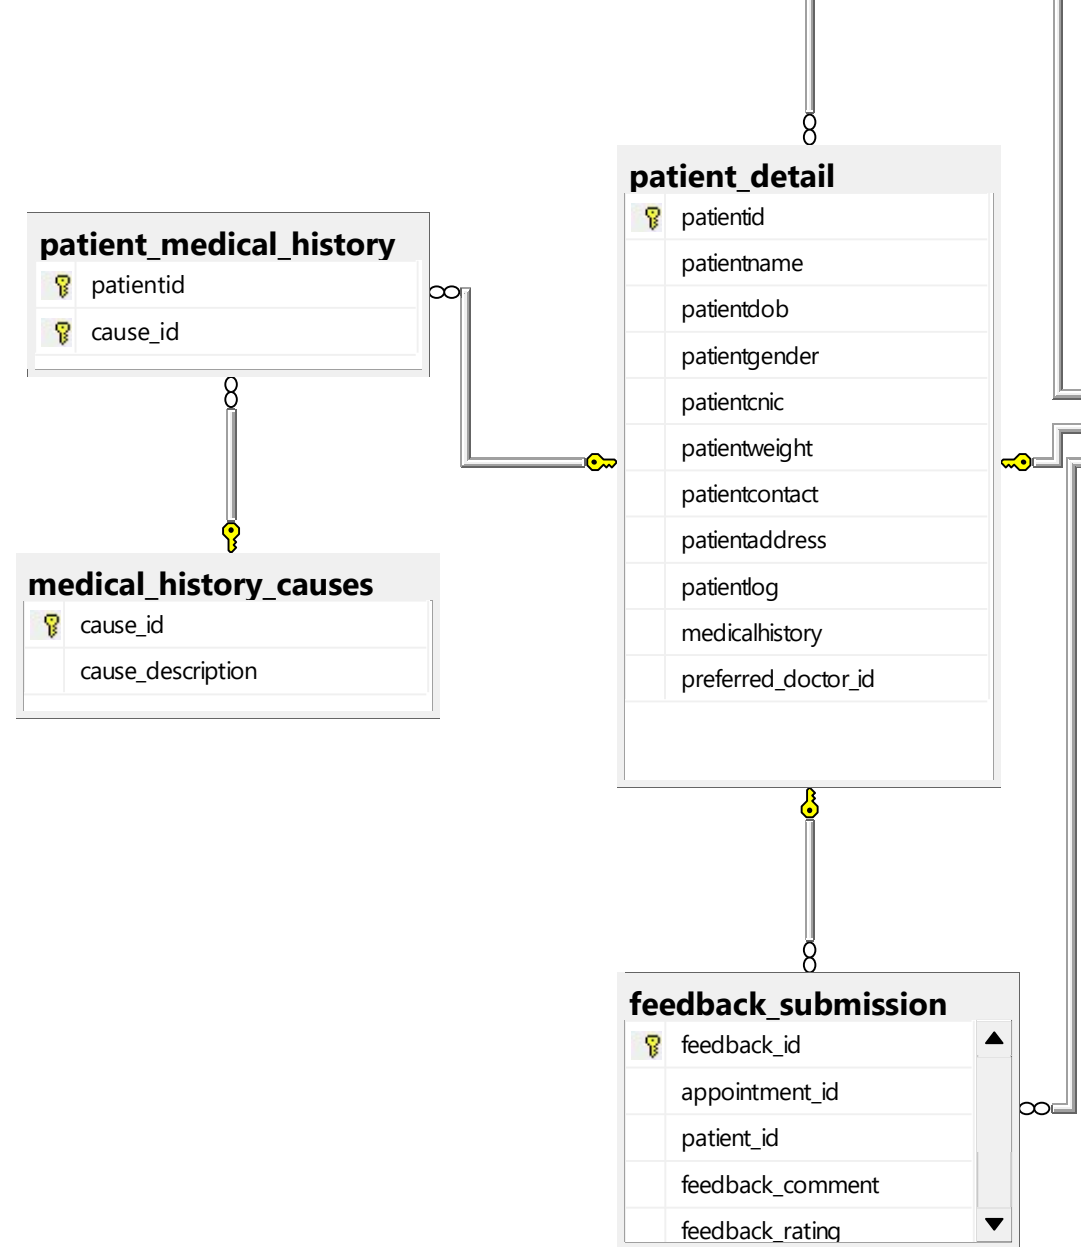 patient_detail
patientid
patientname
patientdob
patientgender
patientcnic
patientweight
patientcontact
patientaddress
patientlog
medicalhistory
preferred_doctor_id
patient_medical_history
patientid
cause_id
medical_history_causes
cause_id
cause_description
feedback_submission
feedback_id
appointment_id
patient_id
feedback_comment
feedback_rating